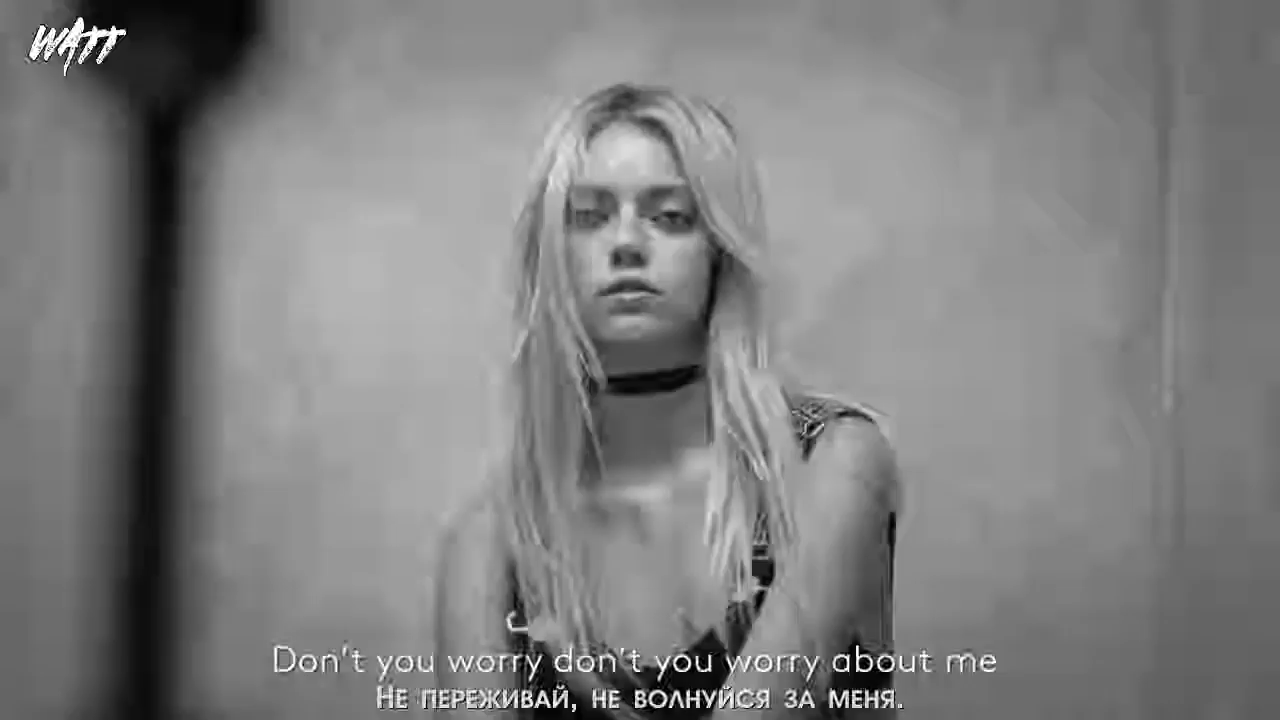 WATT
Don't you worry don't you worry about me
Не переживай, не волнуйся за меня.